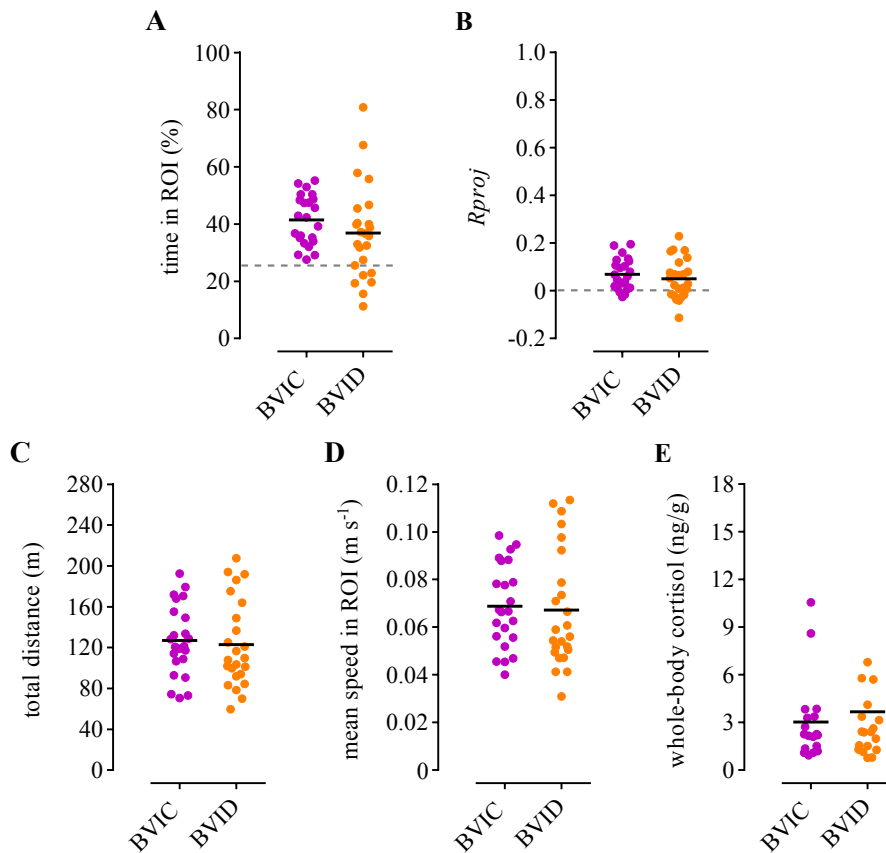 A
time in ROI (%)
100
80
60
40
20
0
BVIC
BVID
B
Rproj
1.0
0.8
0.6
0.4
0.2
0
-0.2
BVIC
BVID
C
total distance (m)
280
240
200
160
120
80
40
0
BVIC
BVID
D
mean speed in ROI (m s⁻¹)
0.12
0.10
0.08
0.06
0.04
0.02
0
BVIC
BVID
E
whole-body cortisol (ng/g)
18
15
12
9
6
3
0
BVIC
BVID